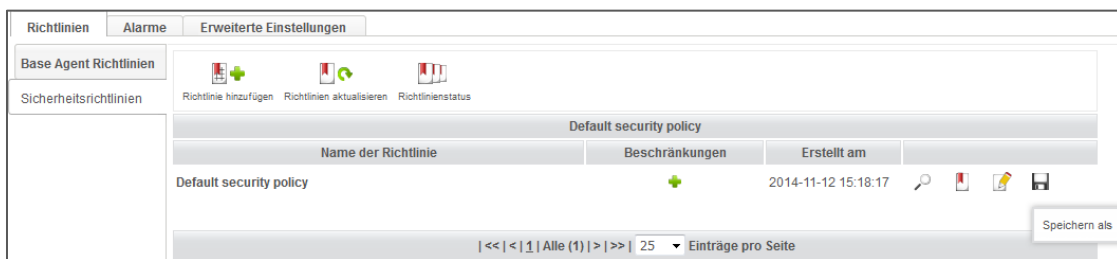 Richtlinien Alarme Erweiterte Einstellungen
Base Agent Richtlinien
Sicherheitsrichtlinien
Richtlinie hinzufügen Richtlinien aktualisieren Richtlinienstatus
Default security policy
Name der Richtlinie Beschränkungen Erstellt am
Default security policy 2014-11-12 15:18:17
Speichern als
| << | < | 1 | Alle (1) | > | >> | 25 Einträge pro Seite